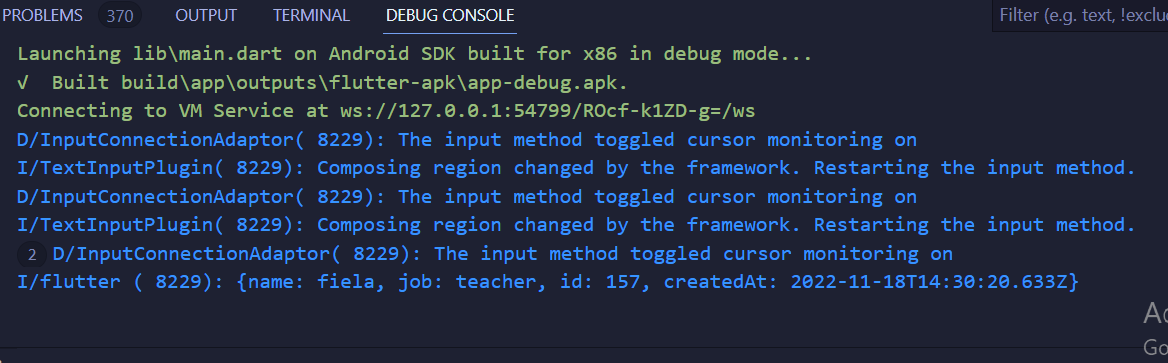 PROBLEMS 370 OUTPUT TERMINAL DEBUG CONSOLE Filter (e.g. text, !exclu
Launching lib\main.dart on Android SDK built for x86 in debug mode...
√ Built build\app\outputs\flutter-apk\app-debug.apk.
Connecting to VM Service at ws://127.0.0.1:54799/ROcf-k1ZD-g=/ws
D/InputConnectionAdaptor( 8229): The input method toggled cursor monitoring on
I/TextInputPlugin( 8229): Composing region changed by the framework. Restarting the input method.
D/InputConnectionAdaptor( 8229): The input method toggled cursor monitoring on
I/TextInputPlugin( 8229): Composing region changed by the framework. Restarting the input method.
2 D/InputConnectionAdaptor( 8229): The input method toggled cursor monitoring on
I/flutter ( 8229): {name: fiela, job: teacher, id: 157, createdAt: 2022-11-18T14:30:20.633Z}
Go